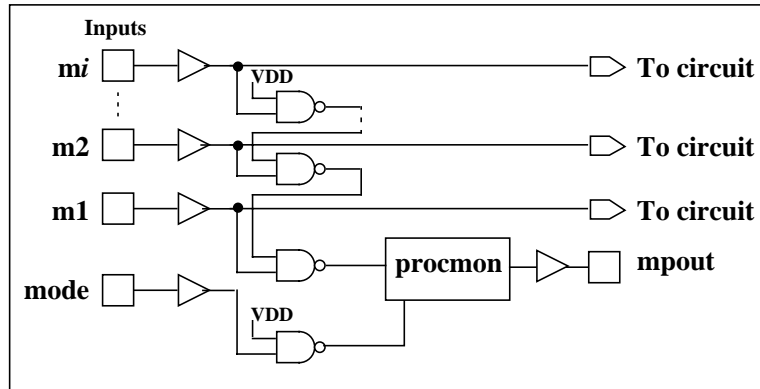 Inputs
mi
VDD
To circuit
m2
To circuit
m1
To circuit
procmon
mpout
mode
VDD